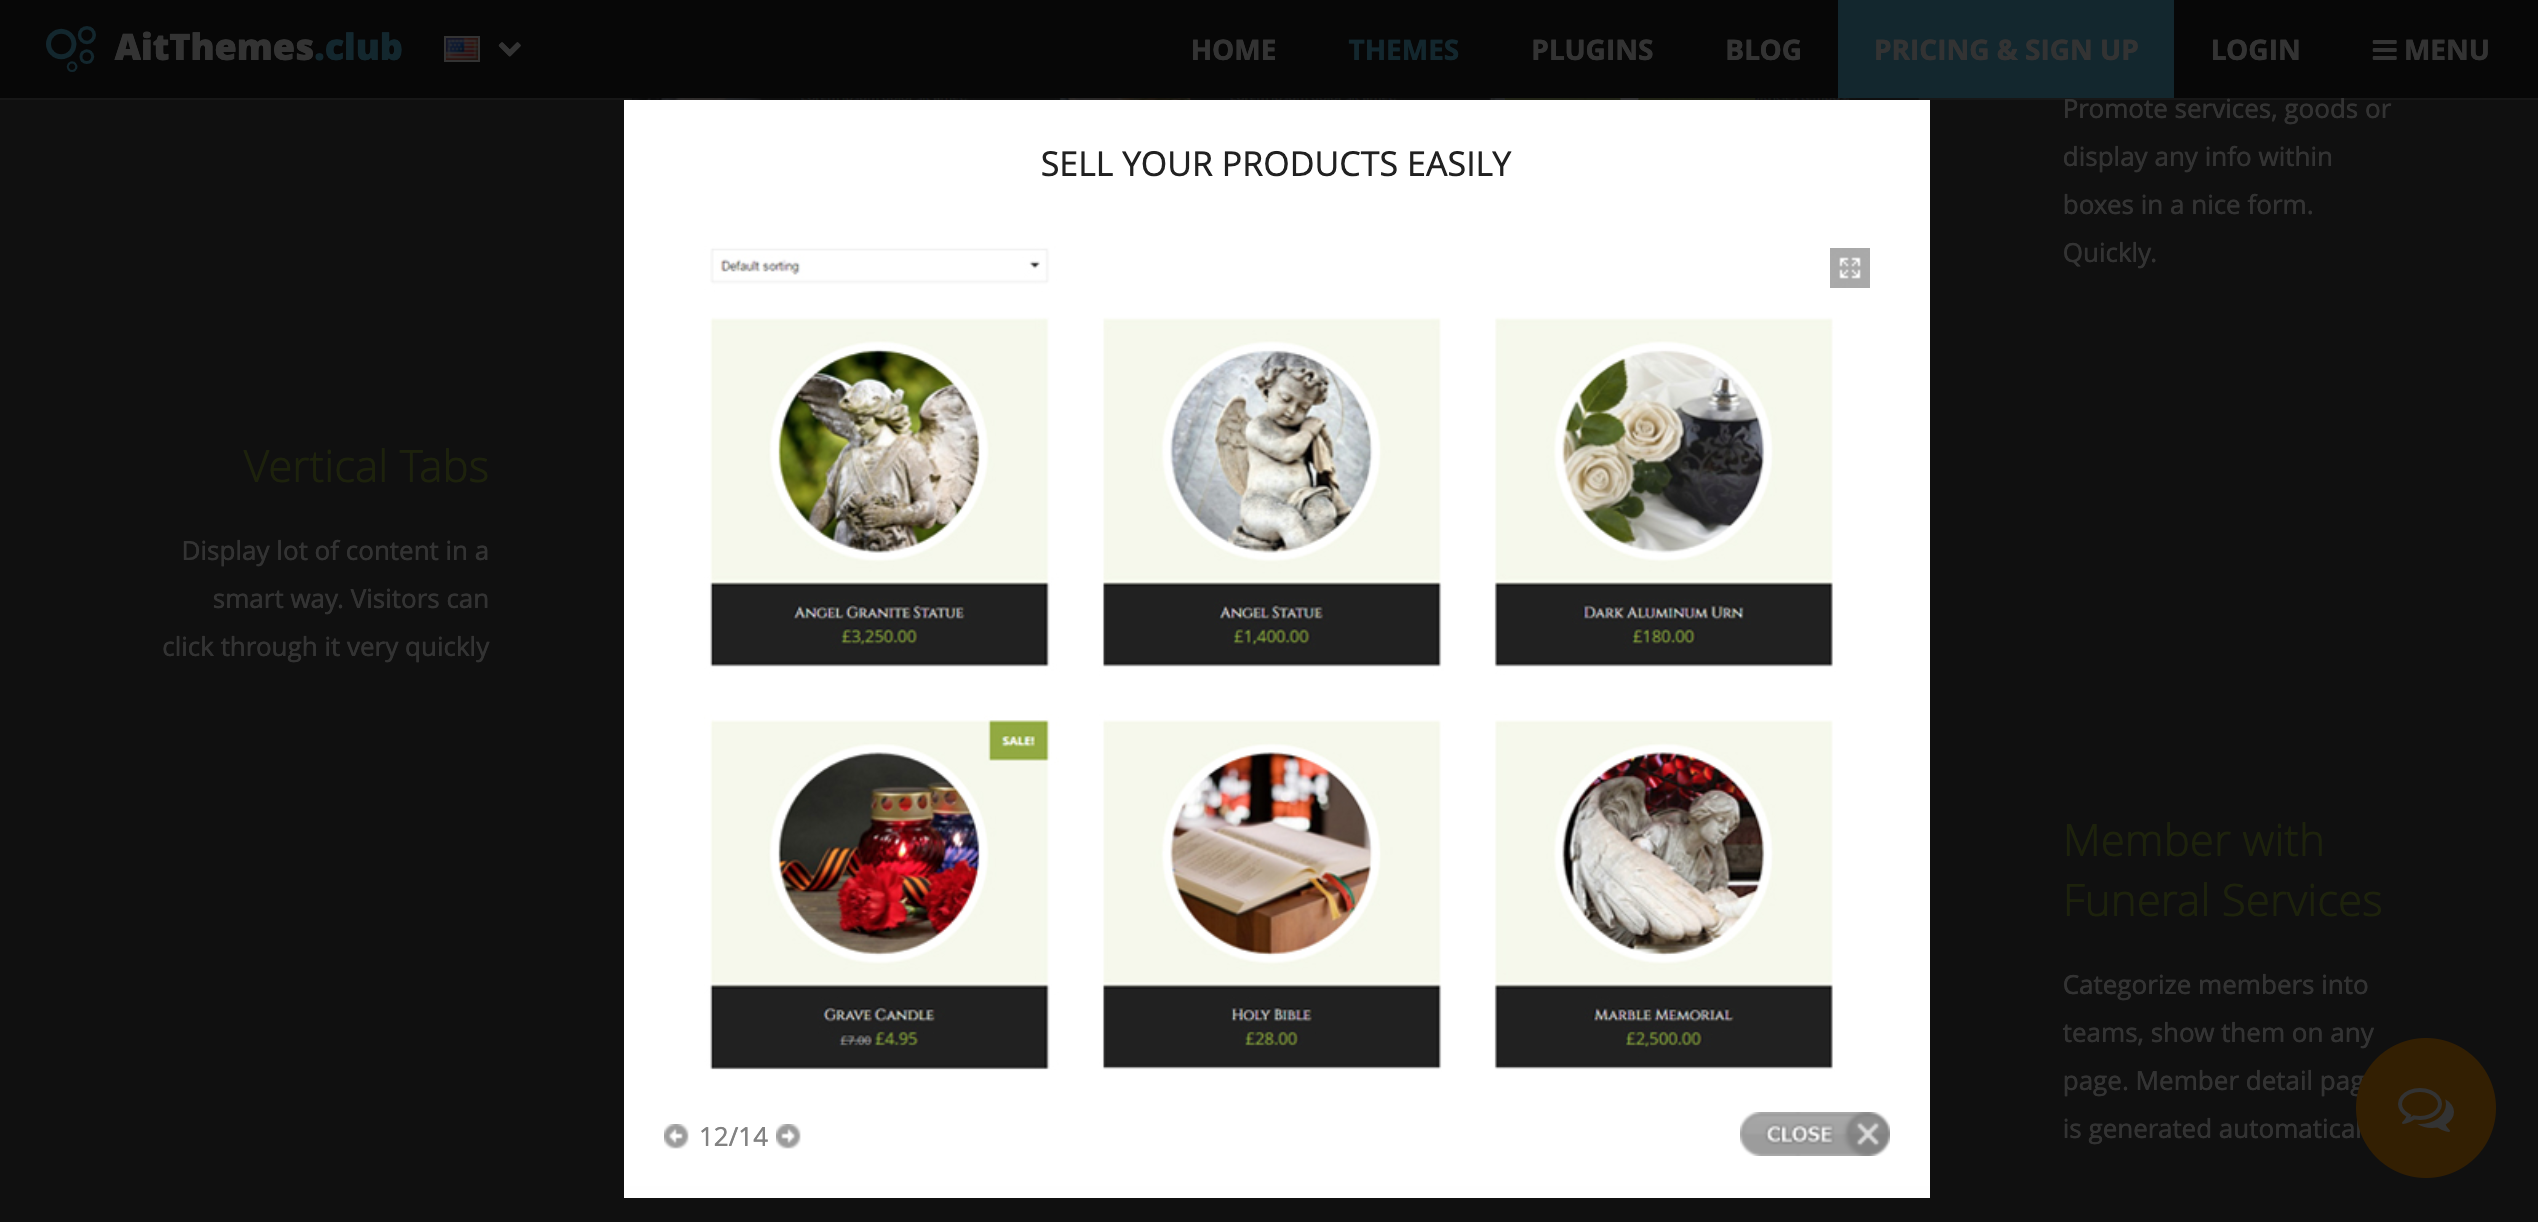 AitThemes.club
HOME
THEMES
PLUGINS
BLOG
PRICING & SIGN UP
LOGIN
MENU
Promote services, goods or
display any info within
boxes in a nice form.
Quickly.
Vertical Tabs
Display lot of content in a
smart way. Visitors can
click through it very quickly
SELL YOUR PRODUCTS EASILY
Default sorting
ANGEL GRANITE STATUE
£3,250.00
ANGEL STATUE
£1,400.00
DARK ALUMINUM URN
£180.00
SALE!
GRAVE CANDLE
£7.00 £4.95
HOLY BIBLE
£28.00
MARBLE MEMORIAL
£2,500.00
12/14
CLOSE
Member with
Funeral Services
Categorize members into
teams, show them on any
page. Member detail pag
is generated automatical